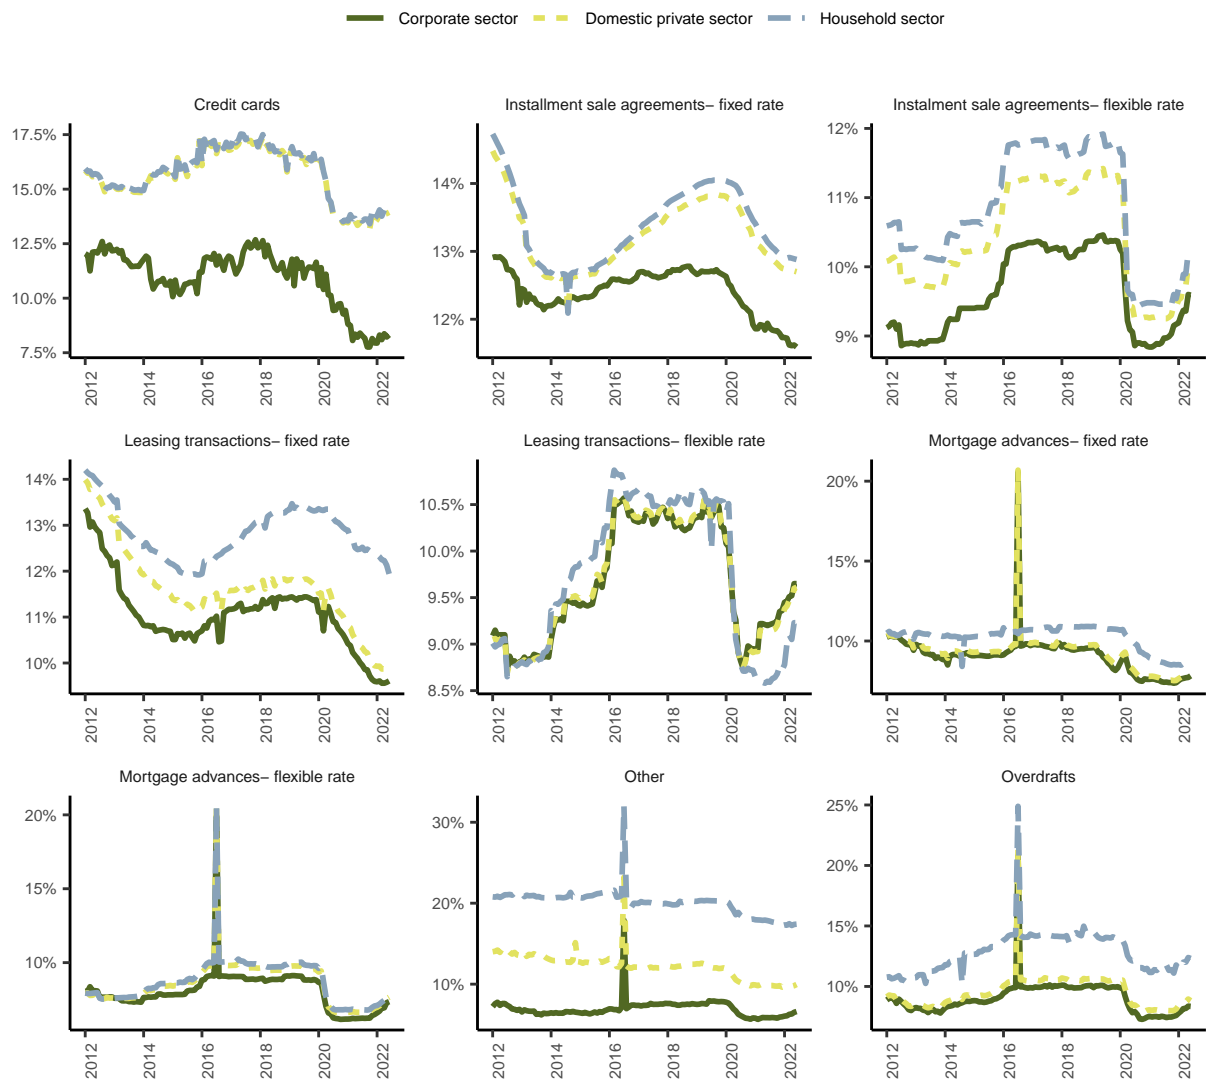 Corporate sector Domestic private sector Household sector
Credit cards
17.5%
15.0%
12.5%
10.0%
7.5%
2012 2014 2016 2018 2020 2022
Installment sale agreements– fixed rate
14%
13%
12%
2012 2014 2016 2018 2020 2022
Instalment sale agreements– flexible rate
12%
11%
10%
9%
2012 2014 2016 2018 2020 2022
Leasing transactions– fixed rate
14%
13%
12%
11%
10%
2012 2014 2016 2018 2020 2022
Leasing transactions– flexible rate
10.5%
10.0%
9.5%
9.0%
8.5%
2012 2014 2016 2018 2020 2022
Mortgage advances– fixed rate
20%
15%
10%
2012 2014 2016 2018 2020 2022
Mortgage advances– flexible rate
20%
15%
10%
2012 2014 2016 2018 2020 2022
Other
30%
20%
10%
2012 2014 2016 2018 2020 2022
Overdrafts
25%
20%
15%
10%
2012 2014 2016 2018 2020 2022